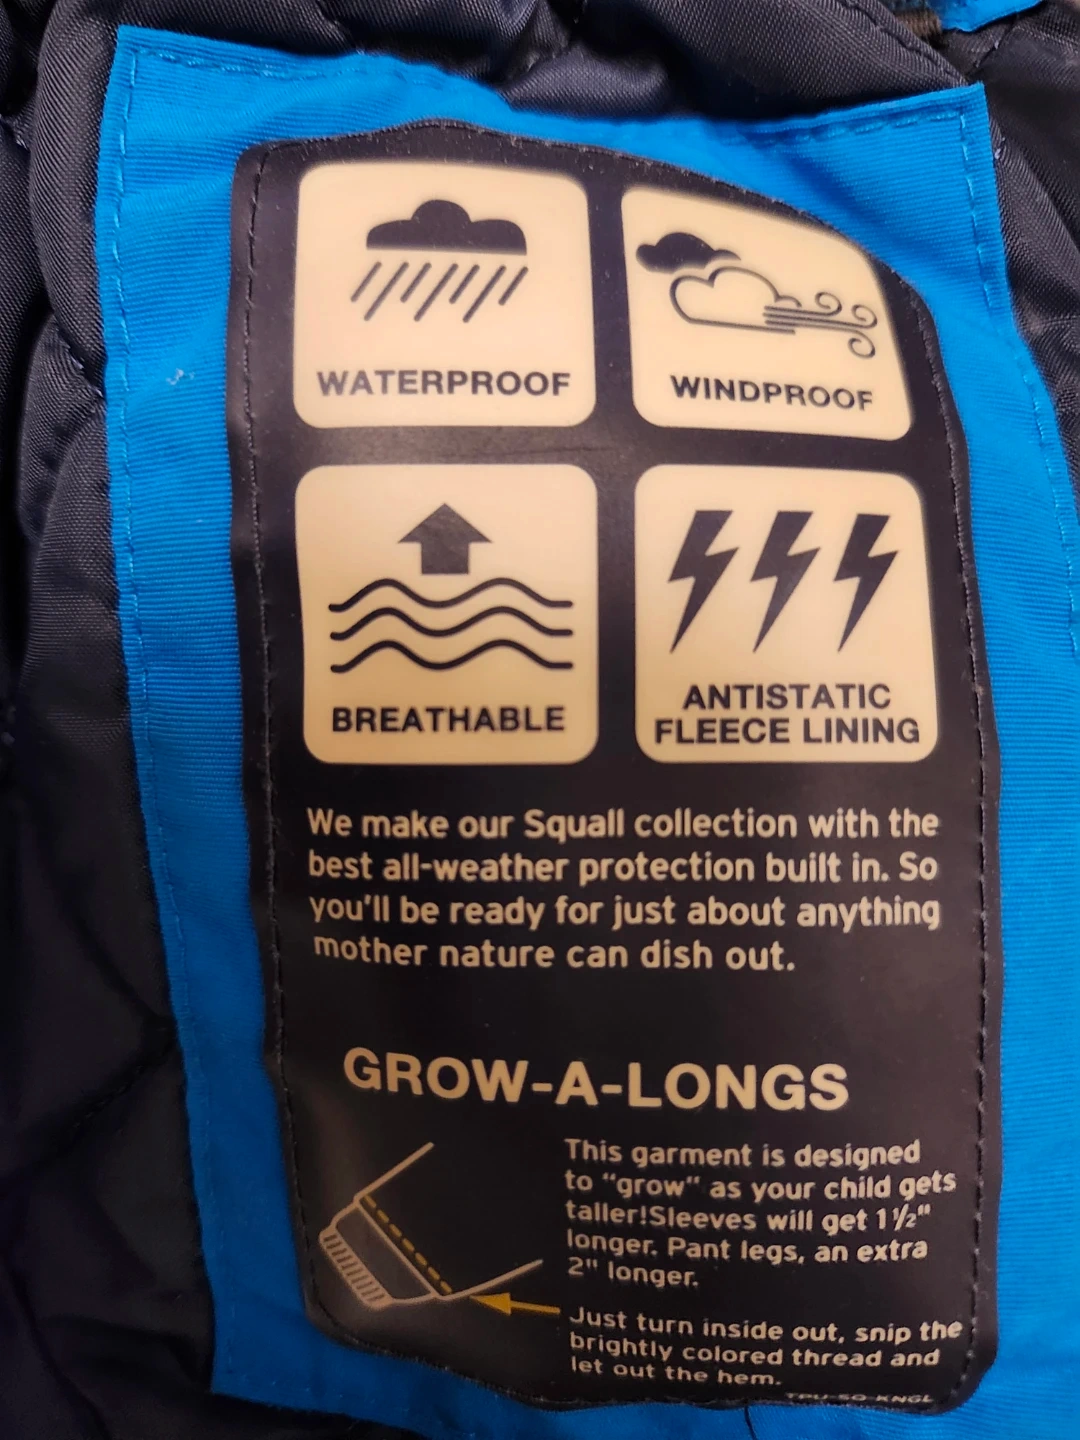 WATERPROOF
WINDPROOF
BREATHABLE
ANTISTATIC
FLEECE LINING
We make our Squall collection with the
best all-weather protection built in. So
you'll be ready for just about anything
mother nature can dish out.
GROW-A-LONGS
This garment is designed
to "grow" as your child gets
taller!Sleeves will get 1½"
longer. Pant legs, an extra
2" longer.
Just turn inside out, snip the
brightly colored thread and
let out the hem.
TPU-SQ-KNGL